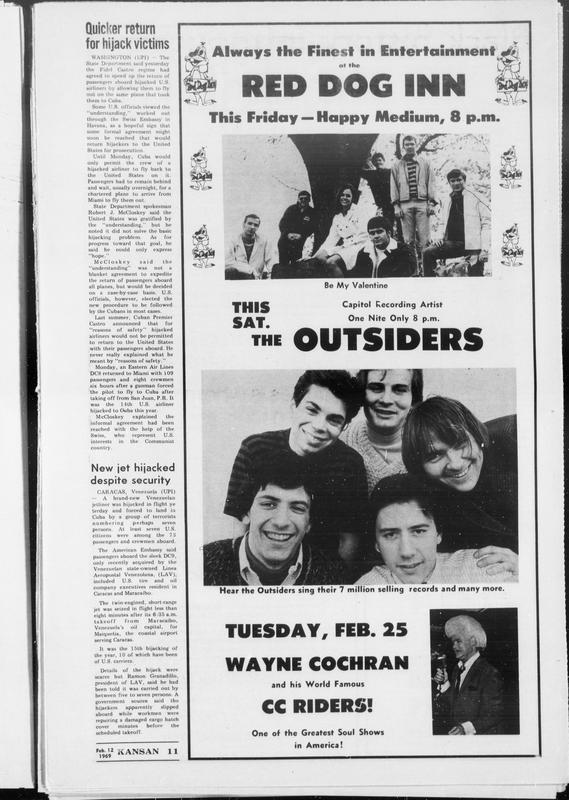 Quicker return
for hijack victims
WASHINGTON (UPI) — The
State Department said yesterday
the Fidel Castro regime had
agreed to speed up the return of
passengers aboard hijacked U.S.
airliners by allowing them to fly
out on the same plane that took
them to Cuba.
Some U.S. officials viewed the
"understanding," worked out
through the Swiss Embassy in
Havana, as a hopeful sign that
some formal agreement might
soon be reached that would
return hijackers to the United
States for prosecution.
Until Monday, Cuba would
only permit the crew of a
hijacked airliner to fly back to
the United States on it.
Passengers had to remain behind
and wait, usually overnight, for a
chartered plane to arrive from
Miami to fly them out.
State Department spokesman
Robert J. McCloskey said the
United States was gratified by
the "understanding," but he
noted it did not solve the basic
hijacking problem. As for
progress toward that goal, he
said he could only express
"hope."
McCloskey said the
"understanding" was not a
blanket agreement to expedite
the return of passengers aboard
all planes, but would be decided
on a case-by-case basis. U.S.
officials, however, elected the
new procedure to be followed
by the Cubans in most cases.
Last summer, Cuban Premier
Castro announced that for
"reasons of safety" hijacked
airliners would not be permitted
to return to the United States
with their passengers aboard. He
never really explained what he
meant by "reasons of safety."
Monday, an Eastern Air Lines
DC8 returned to Miami with 109
passengers and eight crewmen
six hours after a gunman forced
the pilot to fly to Cuba after
taking off from San Juan, P.R. It
was the 14th U.S. airliner
hijacked to Cuba this year.
McCloskey explained the
informal agreement had been
reached with the help of the
Swiss, who represent U.S.
interests in the Communist
country.
New jet hijacked
despite security
CARACAS, Venezuela (UPI)
— A brand-new Venezuelan
jetliner was hijacked in flight ye
terday and forced to land in
Cuba by a group of terrorists
numbering perhaps seven
persons. At least seven U.S.
citizens were among the 73
passengers and crewmen aboard.
The American Embassy said
passengers aboard the sleek DC9,
only recently acquired by the
Venezuelan state-owned Linea
Aeropostal Venezolana, (LAV),
included U.S. tire and oil
company executives resident in
Caracas and Maracaibo.
The twin-engined, short-range
jet was seized in flight less than
eight minutes after its 6:35 a.m.
takeoff from Maracaibo,
Venezuela's oil capital, for
Maiquetia, the coastal airport
serving Caracas.
It was the 15th hijacking of
the year, 10 of which have been
of U.S. carriers.
Details of the hijack were
scarce but Ramon Granadillo,
president of LAV, said he had
been told it was carried out by
between five to seven persons. A
government source said the
hijackers apparently slipped
aboard while workmen were
repairing a damaged cargo hatch
cover minutes before the
scheduled takeoff.
Feb. 12
1969 KANSAN 11
Always the Finest in Entertainment
at the
RED DOG INN
This Friday—Happy Medium, 8 p.m.
Be My Valentine
THIS
SAT.
Capitol Recording Artist
One Nite Only 8 p.m.
THE OUTSIDERS
Hear the Outsiders sing their 7 million selling records and many more.
TUESDAY, FEB. 25
WAYNE COCHRAN
and his World Famous
CC RIDERS!
One of the Greatest Soul Shows
in America!